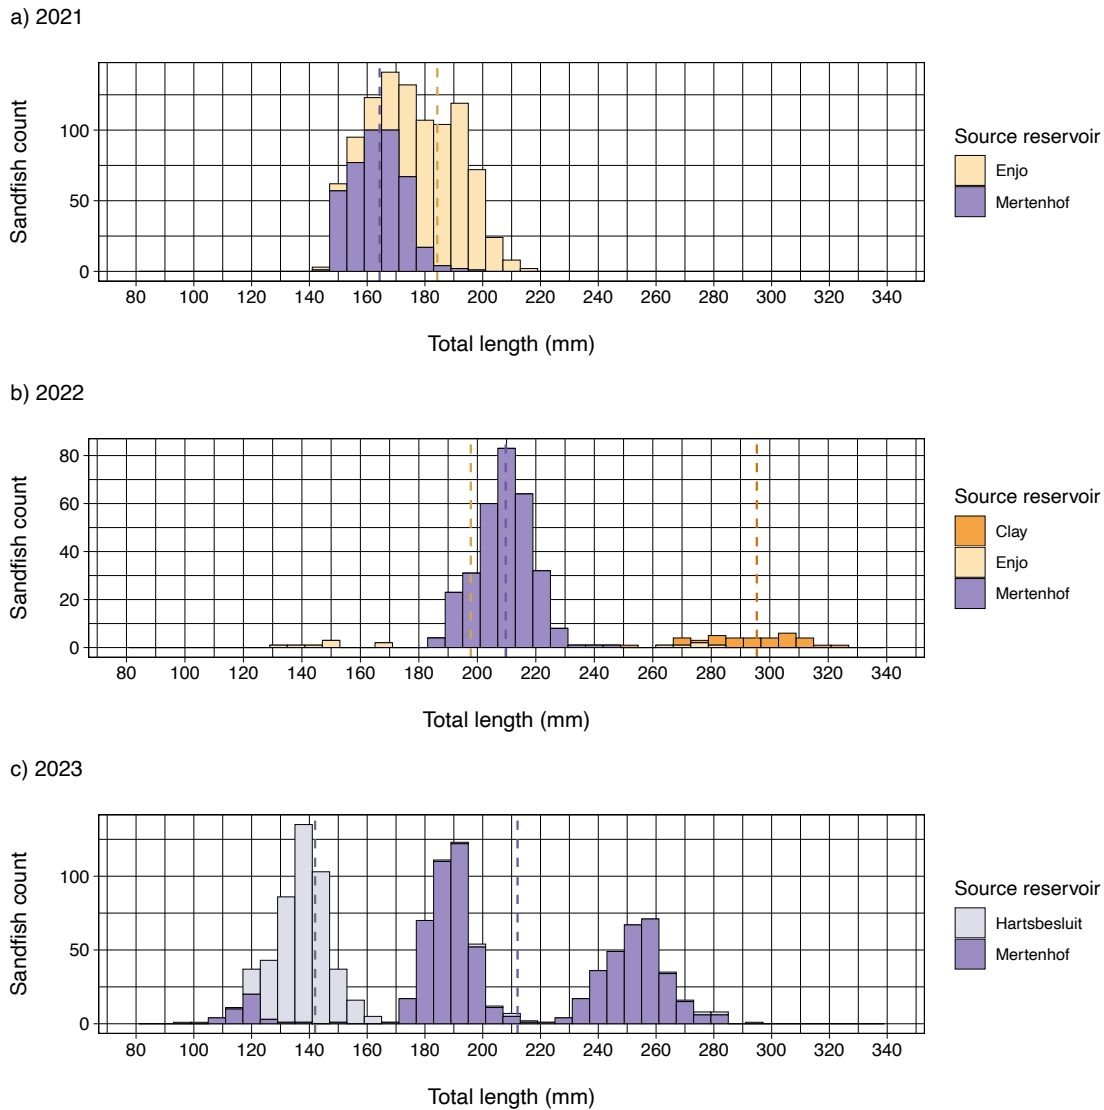 a) 2021
Sandfish count
100
50
0
80 100 120 140 160 180 200 220 240 260 280 300 320 340
Total length (mm)
Source reservoir
Enjo
Mertenhof
b) 2022
Sandfish count
80
60
40
20
0
80 100 120 140 160 180 200 220 240 260 280 300 320 340
Total length (mm)
Source reservoir
Clay
Enjo
Mertenhof
c) 2023
Sandfish count
100
50
0
80 100 120 140 160 180 200 220 240 260 280 300 320 340
Total length (mm)
Source reservoir
Hartsbesluit
Mertenhof